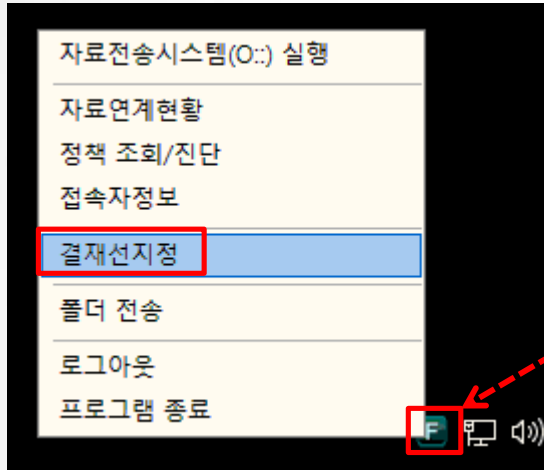 자료전송시스템(O::) 실행
자료연계현황
정책 조회/진단
접속자정보
결재선지정
폴더 전송
로그아웃
프로그램 종료
F